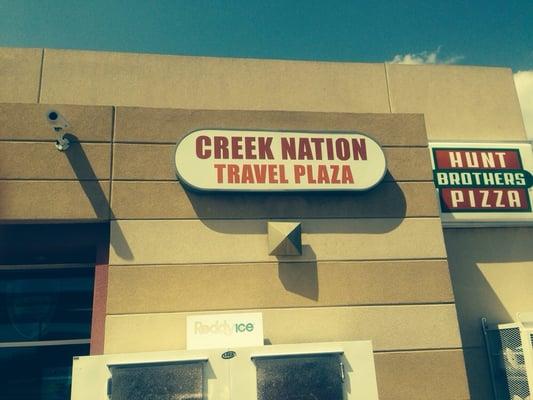 CREEK NATION
TRAVEL PLAZA
HUNT
BROTHERS
PIZZA
Reddy ICE